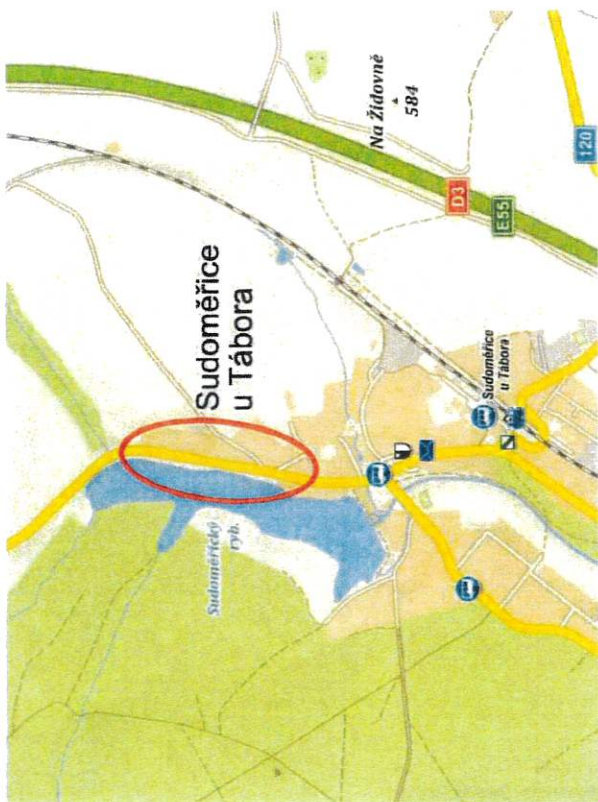 Na Židovně
584
Sudoměřice
u Tábora
Sudoměřický
ryb.
D3
E55
120
Sudoměřice
u Tábora